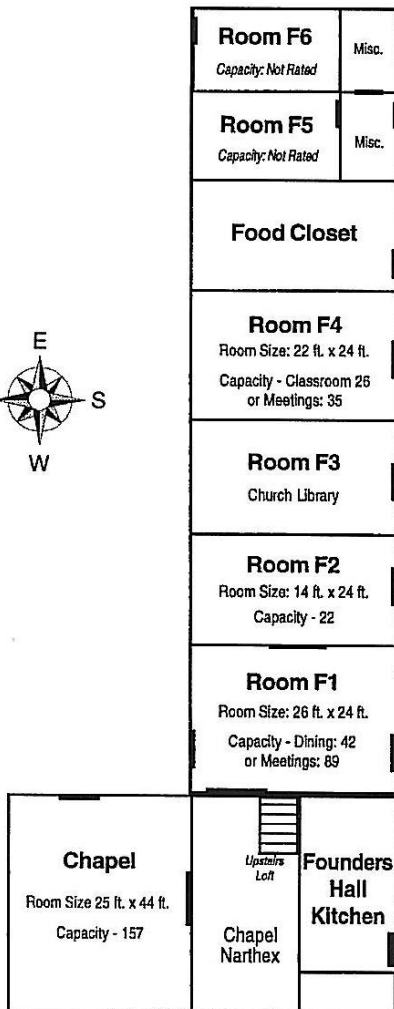 Room F6
Capacity: Not Rated
Misc.
Room F5
Capacity: Not Rated
Misc.
Food Closet
Room F4
Room Size: 22 ft. x 24 ft.
Capacity - Classroom 26
or Meetings: 35
E
S
W
Room F3
Church Library
Room F2
Room Size: 14 ft. x 24 ft.
Capacity - 22
Room F1
Room Size: 26 ft. x 24 ft.
Capacity - Dining: 42
or Meetings: 89
Chapel
Room Size 25 ft. x 44 ft.
Capacity - 157
Upstairs
Loft
Chapel
Narthex
Founders
Hall
Kitchen